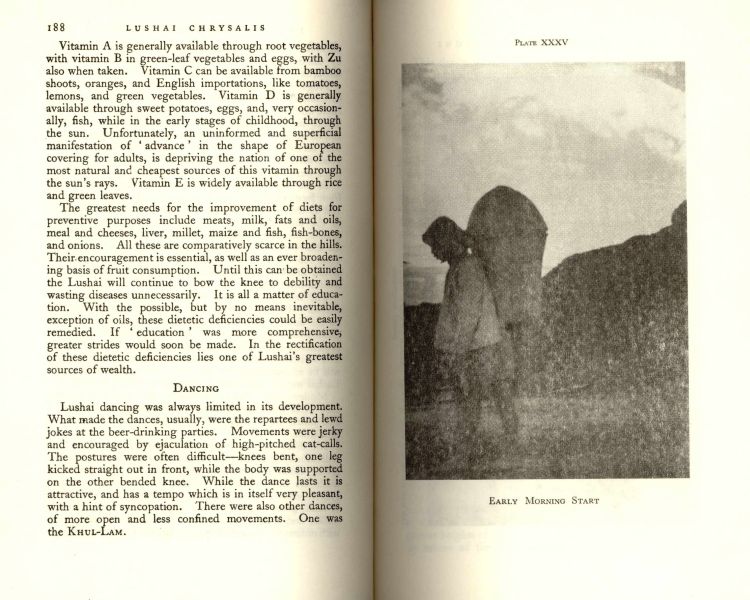 188 LUSHAI CHRYSALIS
Vitamin A is generally available through root vegetables,
with vitamin B in green-leaf vegetables and eggs, with Zu
also when taken. Vitamin C can be available from bamboo
shoots, oranges, and English importations, like tomatoes,
lemons, and green vegetables. Vitamin D is generally
available through sweet potatoes, eggs, and, very occasion-
ally, fish, while in the early stages of childhood, through
the sun. Unfortunately, an uninformed and superficial
manifestation of ' advance ' in the shape of European
covering for adults, is depriving the nation of one of the
most natural and cheapest sources of this vitamin through
the sun's rays. Vitamin E is widely available through rice
and green leaves.
The greatest needs for the improvement of diets for
preventive purposes include meats, milk, fats and oils,
meal and cheeses, liver, millet, maize and fish, fish-bones,
and onions. All these are comparatively scarce in the hills.
Their encouragement is essential, as well as an ever broaden-
ing basis of fruit consumption. Until this can be obtained
the Lushai will continue to bow the knee to debility and
wasting diseases unnecessarily. It is all a matter of educa-
tion. With the possible, but by no means inevitable,
exception of oils, these dietetic deficiencies could be easily
remedied. If ' education ' was more comprehensive,
greater strides would soon be made. In the rectification
of these dietetic deficiencies lies one of Lushai's greatest
sources of wealth.
DANCING
Lushai dancing was always limited in its development.
What made the dances, usually, were the repartees and lewd
jokes at the beer-drinking parties. Movements were jerky
and encouraged by ejaculation of high-pitched cat-calls.
The postures were often difficult—knees bent, one leg
kicked straight out in front, while the body was supported
on the other bended knee. While the dance lasts it is
attractive, and has a tempo which is in itself very pleasant,
with a hint of syncopation. There were also other dances,
of more open and less confined movements. One was
the KHUL-LAM.
PLATE XXXV
EARLY MORNING START